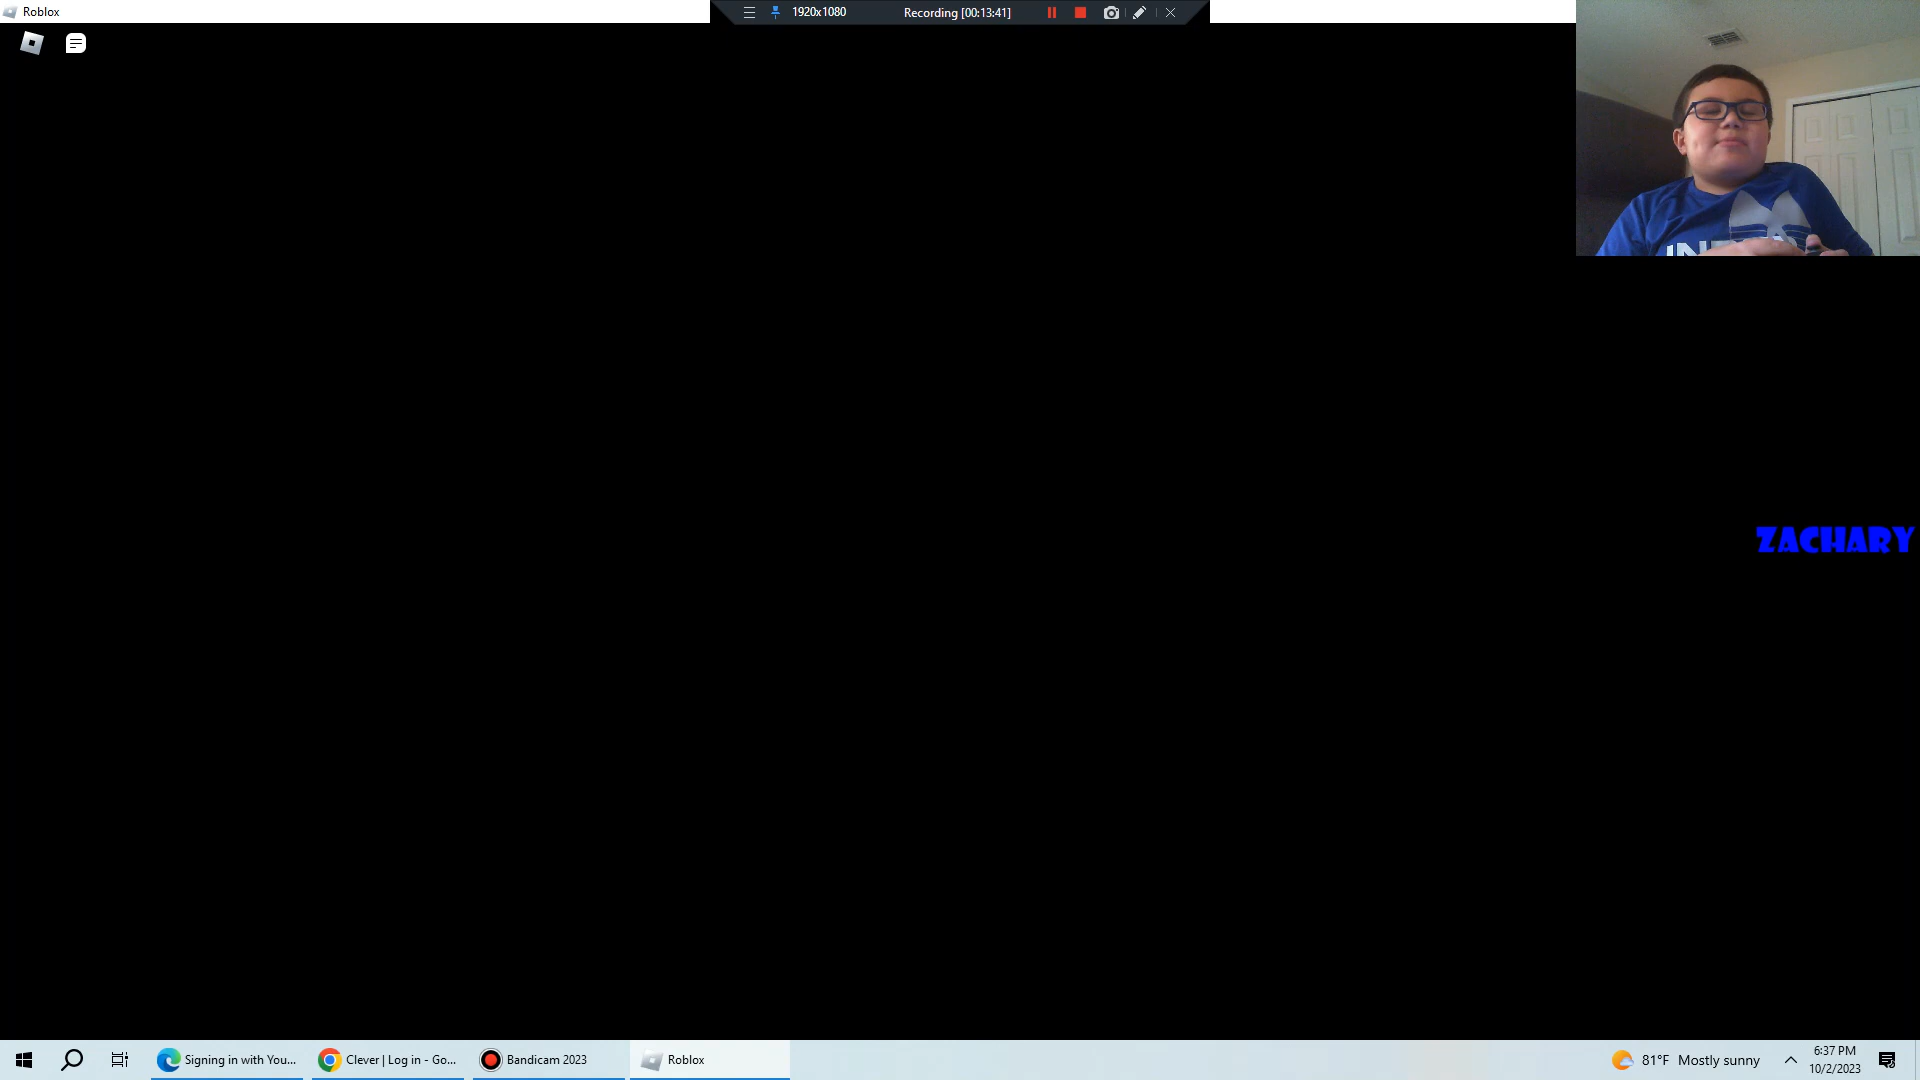 Roblox
1920x1080
Recording [00:13:41]
ZACHARY
Signing in with You...
Clever | Log in - Go...
Bandicam 2023
Roblox
81°F Mostly sunny
6:37 PM
10/2/2023